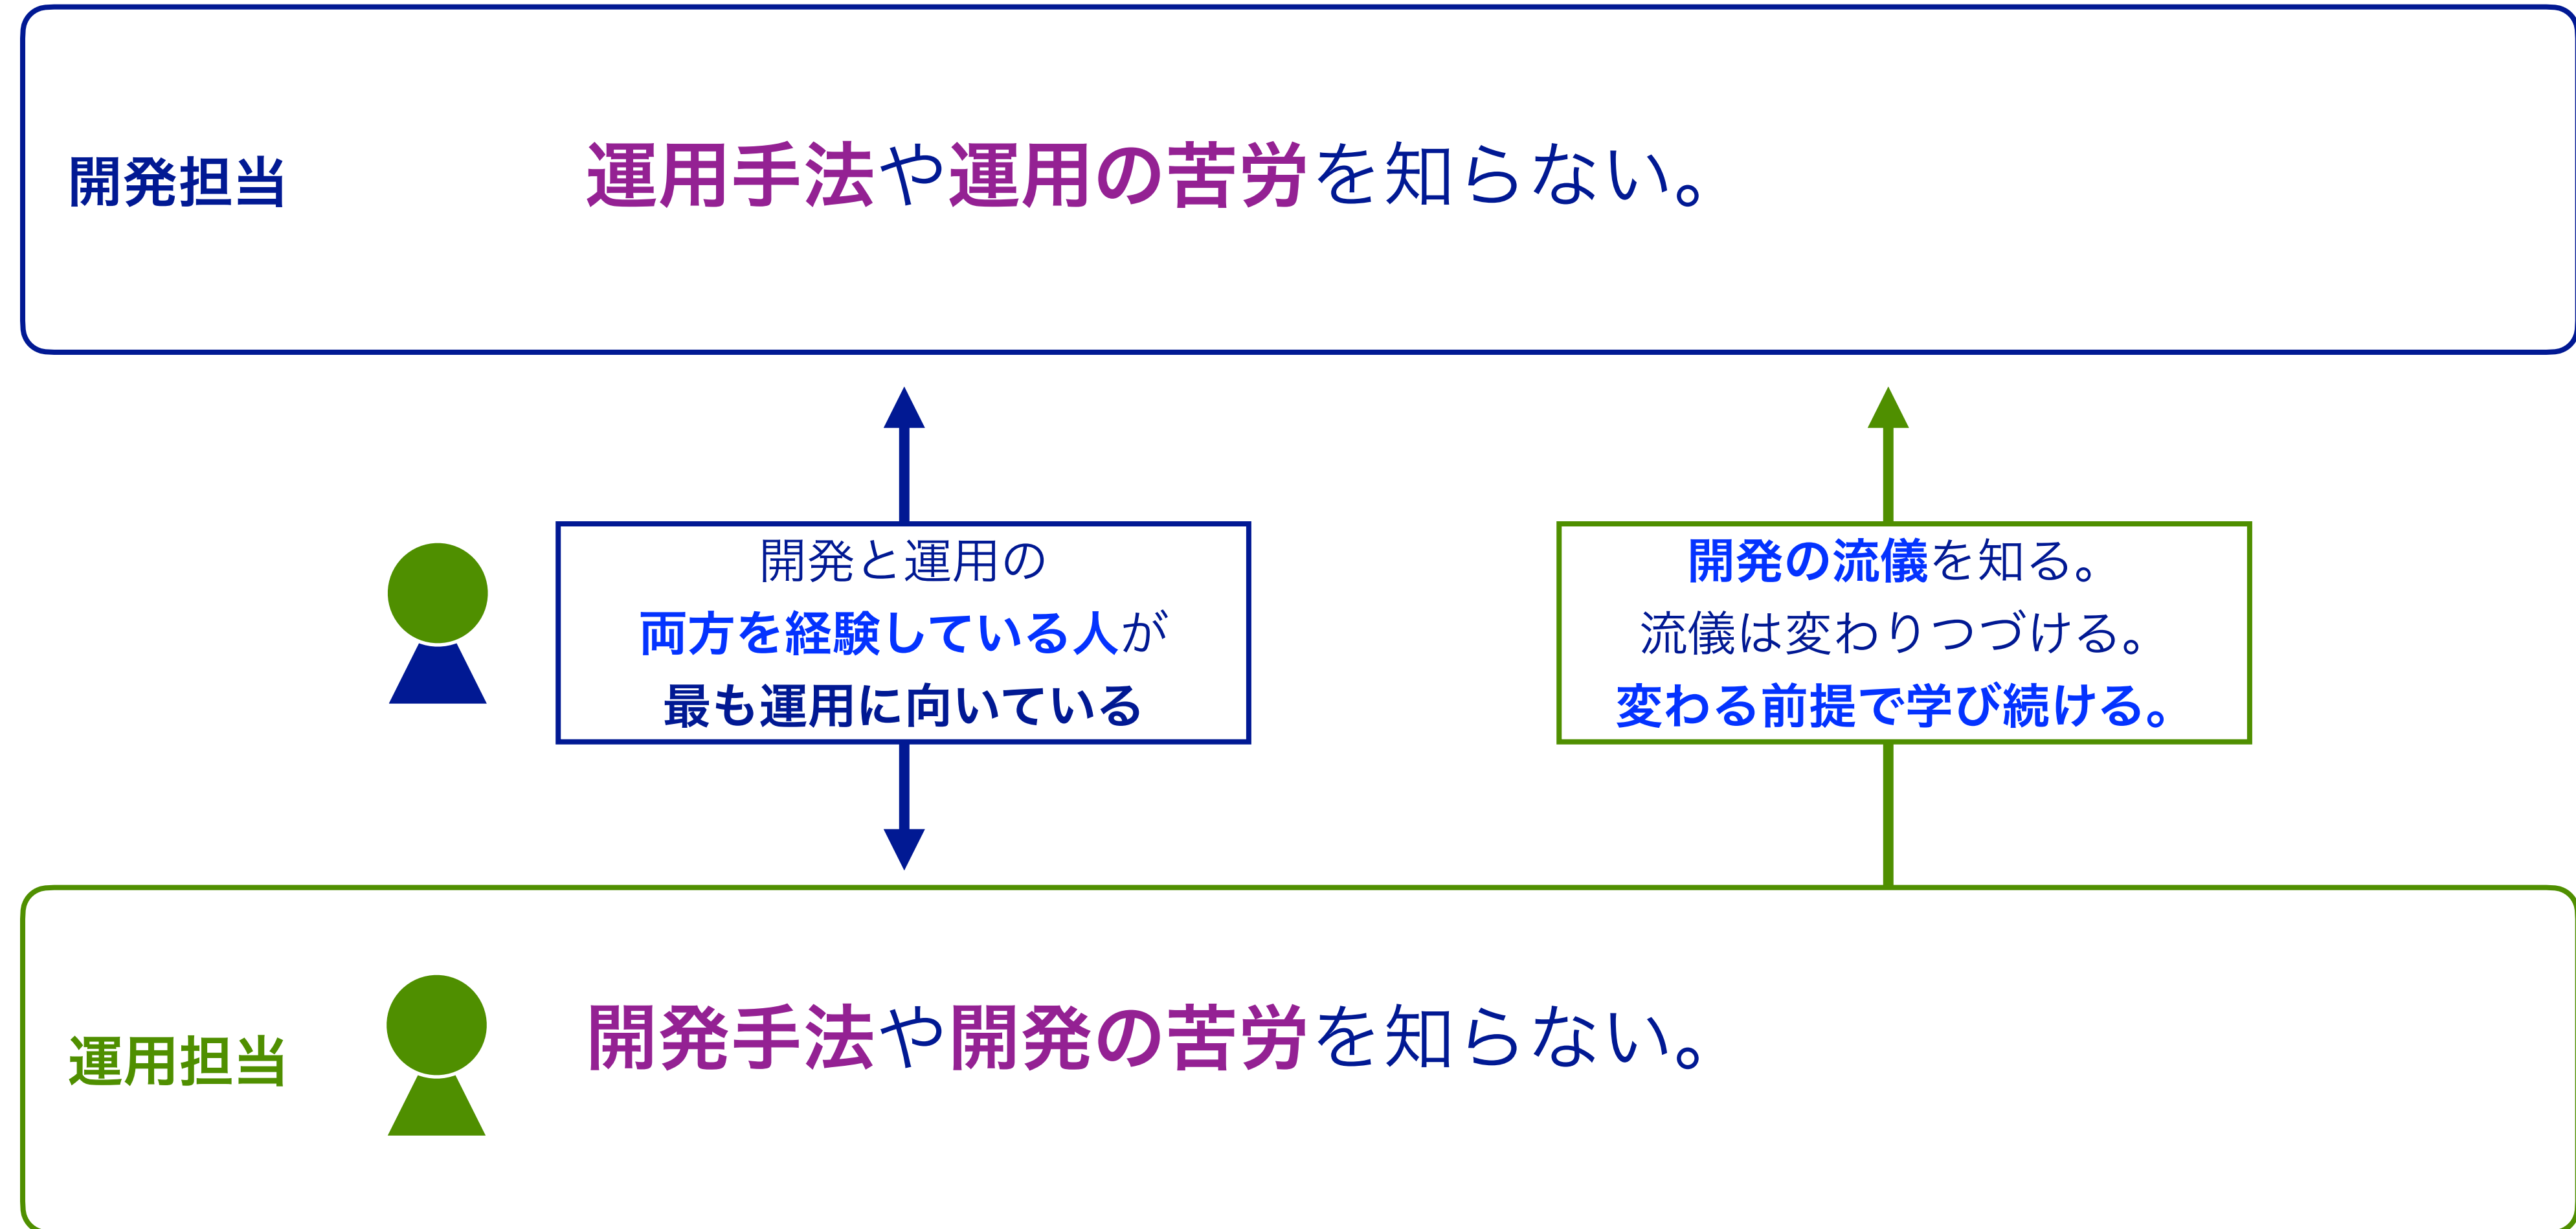 開発担当
運用手法や運用の苦労を知らない。
開発と運用の
両方を経験している人が
最も運用に向いている
開発の流儀を知る。
流儀は変わりつづける。
変わる前提で学び続ける。
運用担当
開発手法や開発の苦労を知らない。